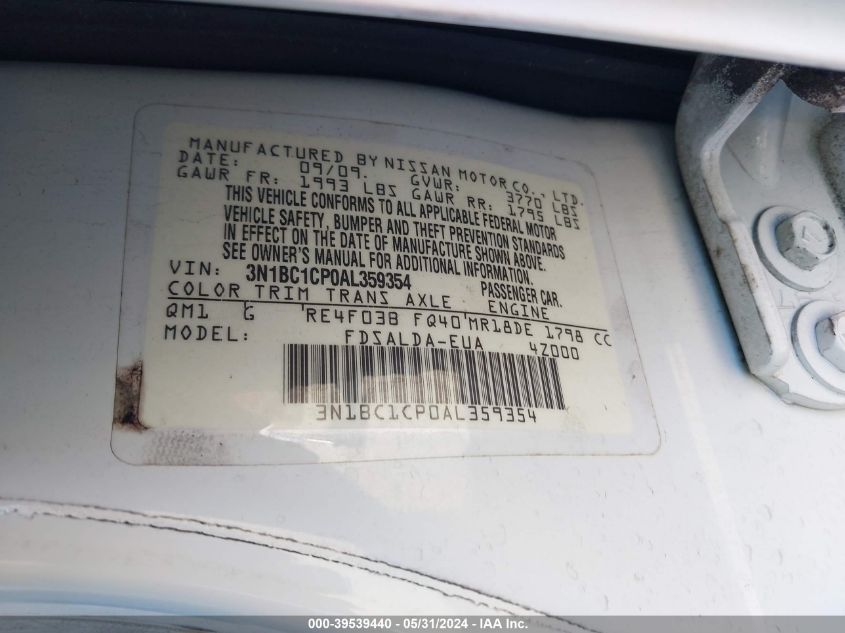 MANUFACTURED BY NISSAN MOTOR CO., LTD.
DATE: 09/09. GVWR: 3770 LBS
GAWR FR: 1993 LBS GAWR RR: 1795 LBS
THIS VEHICLE CONFORMS TO ALL APPLICABLE FEDERAL MOTOR
VEHICLE SAFETY, BUMPER AND THEFT PREVENTION STANDARDS
IN EFFECT ON THE DATE OF MANUFACTURE SHOWN ABOVE.
SEE OWNER'S MANUAL FOR ADDITIONAL INFORMATION.
VIN: 3N1BC1CP0AL359354 PASSENGER CAR.
COLOR TRIM TRANS AXLE ENGINE
QM1 G RE4F03B FQ40 MR18DE 1798 CC
MODEL: FDSALDA-EUA 4Z000
3N1BC1CP0AL359354
000-39539440 - 05/31/2024 - IAA Inc.